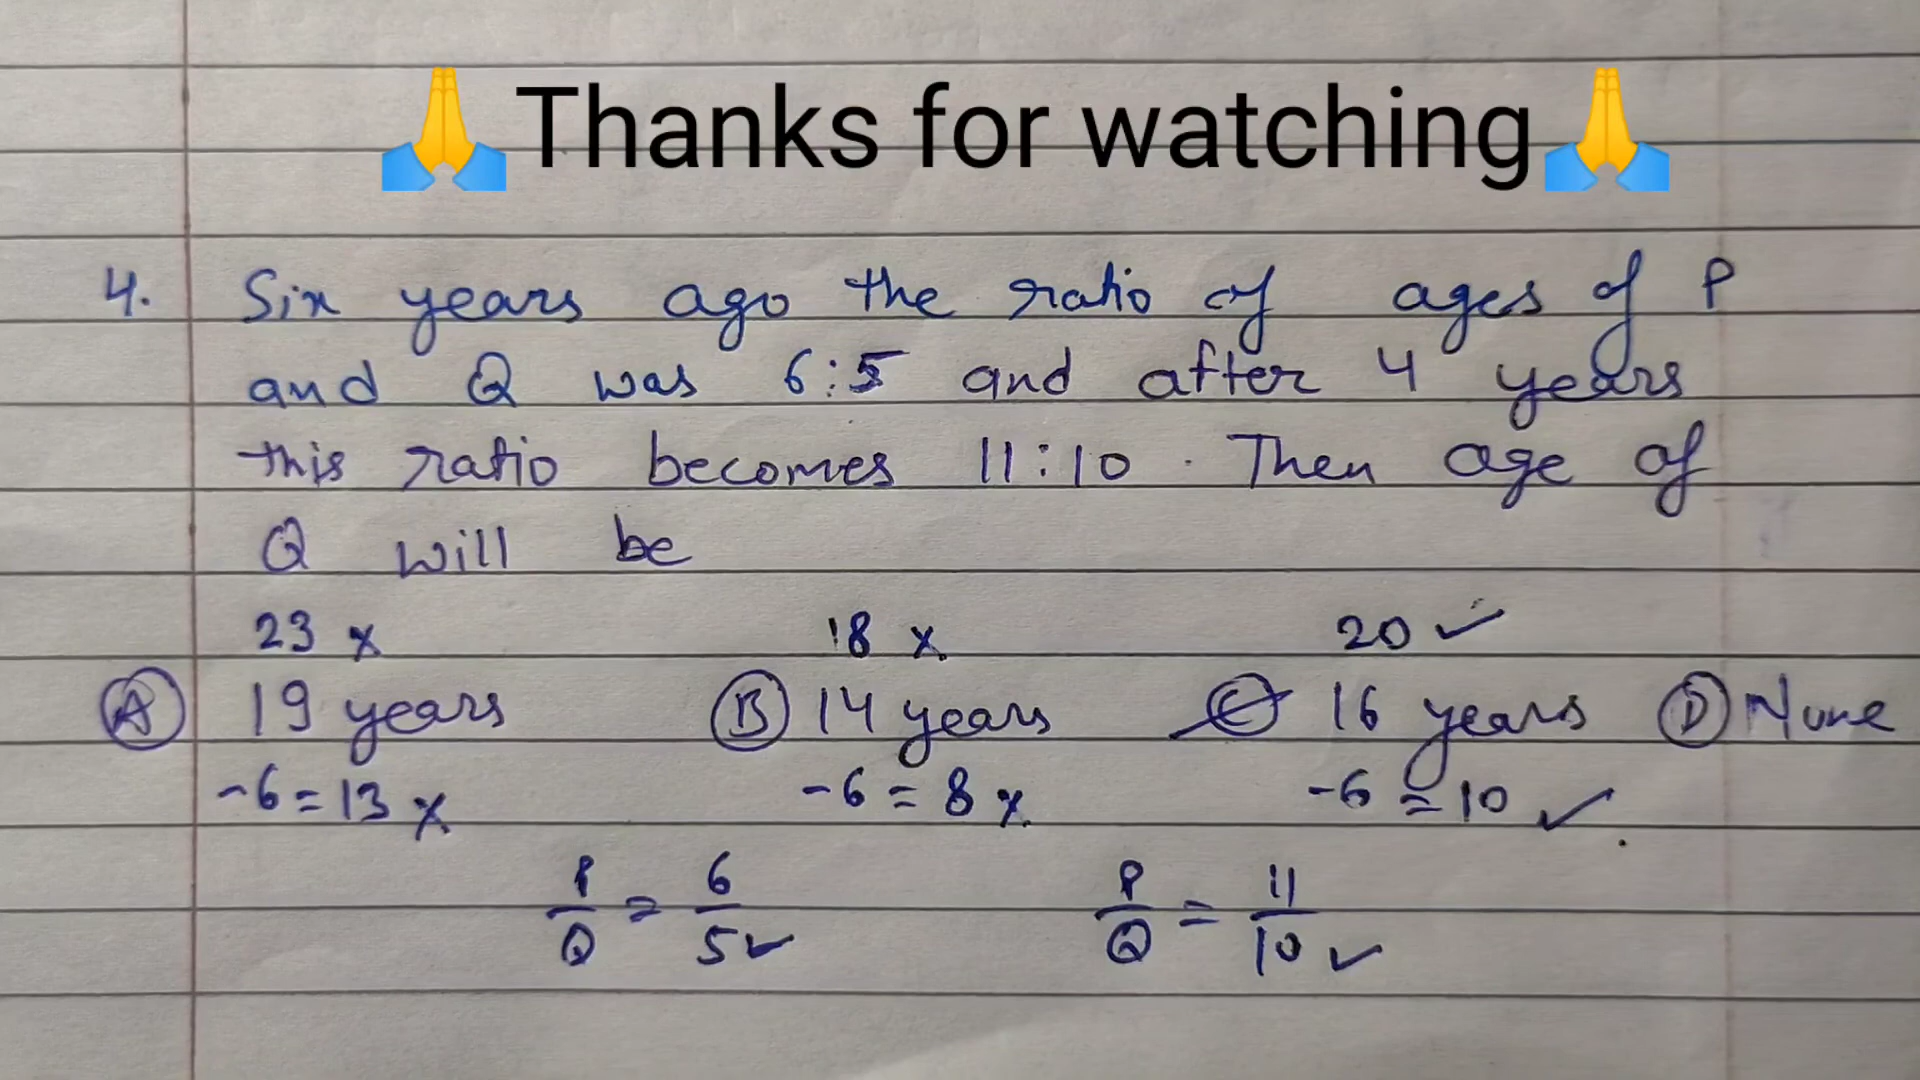 🙏Thanks for watching🙏
4. Six years ago the ratio of ages of P
and Q was 6:5 and after 4 years
this ratio becomes 11:10. Then age of
Q will be
23 x 18 x 20 ✓
(A) 19 years (B) 14 years (C) 16 years (D) None
-6=13 x -6=8 x -6=10 ✓
P/Q = 6/5 ✓ P/Q = 11/10 ✓